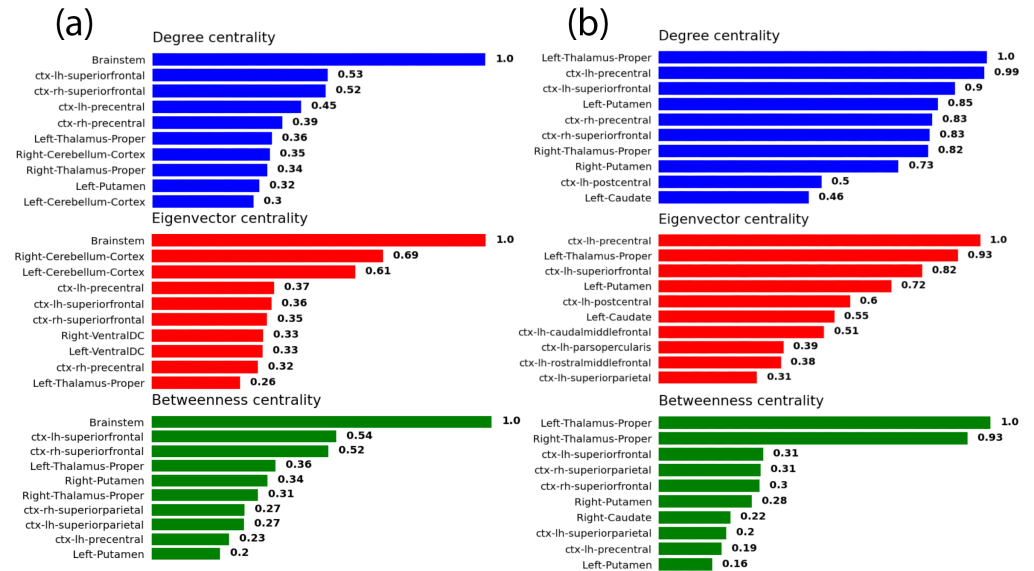 (a)
Degree centrality
Brainstem 1.0
ctx-lh-superiorfrontal 0.53
ctx-rh-superiorfrontal 0.52
ctx-lh-precentral 0.45
ctx-rh-precentral 0.39
Left-Thalamus-Proper 0.36
Right-Cerebellum-Cortex 0.35
Right-Thalamus-Proper 0.34
Left-Putamen 0.32
Left-Cerebellum-Cortex 0.3
Eigenvector centrality
Brainstem 1.0
Right-Cerebellum-Cortex 0.69
Left-Cerebellum-Cortex 0.61
ctx-lh-precentral 0.37
ctx-lh-superiorfrontal 0.36
ctx-rh-superiorfrontal 0.35
Right-VentralDC 0.33
Left-VentralDC 0.33
ctx-rh-precentral 0.32
Left-Thalamus-Proper 0.26
Betweenness centrality
Brainstem 1.0
ctx-lh-superiorfrontal 0.54
ctx-rh-superiorfrontal 0.52
Left-Thalamus-Proper 0.36
Right-Putamen 0.34
Right-Thalamus-Proper 0.31
ctx-rh-superiorparietal 0.27
ctx-lh-superiorparietal 0.27
ctx-lh-precentral 0.23
Left-Putamen 0.2
(b)
Degree centrality
Left-Thalamus-Proper 1.0
ctx-lh-precentral 0.99
ctx-lh-superiorfrontal 0.9
Left-Putamen 0.85
ctx-rh-precentral 0.83
ctx-rh-superiorfrontal 0.83
Right-Thalamus-Proper 0.82
Right-Putamen 0.73
ctx-lh-postcentral 0.5
Left-Caudate 0.46
Eigenvector centrality
ctx-lh-precentral 1.0
Left-Thalamus-Proper 0.93
ctx-lh-superiorfrontal 0.82
Left-Putamen 0.72
ctx-lh-postcentral 0.6
Left-Caudate 0.55
ctx-lh-caudalmiddlefrontal 0.51
ctx-lh-parsopercularis 0.39
ctx-lh-rostralmiddlefrontal 0.38
ctx-lh-superiorparietal 0.31
Betweenness centrality
Left-Thalamus-Proper 1.0
Right-Thalamus-Proper 0.93
ctx-lh-superiorfrontal 0.31
ctx-rh-superiorparietal 0.31
ctx-rh-superiorfrontal 0.3
Right-Putamen 0.28
Right-Caudate 0.22
ctx-lh-superiorparietal 0.2
ctx-lh-precentral 0.19
Left-Putamen 0.16